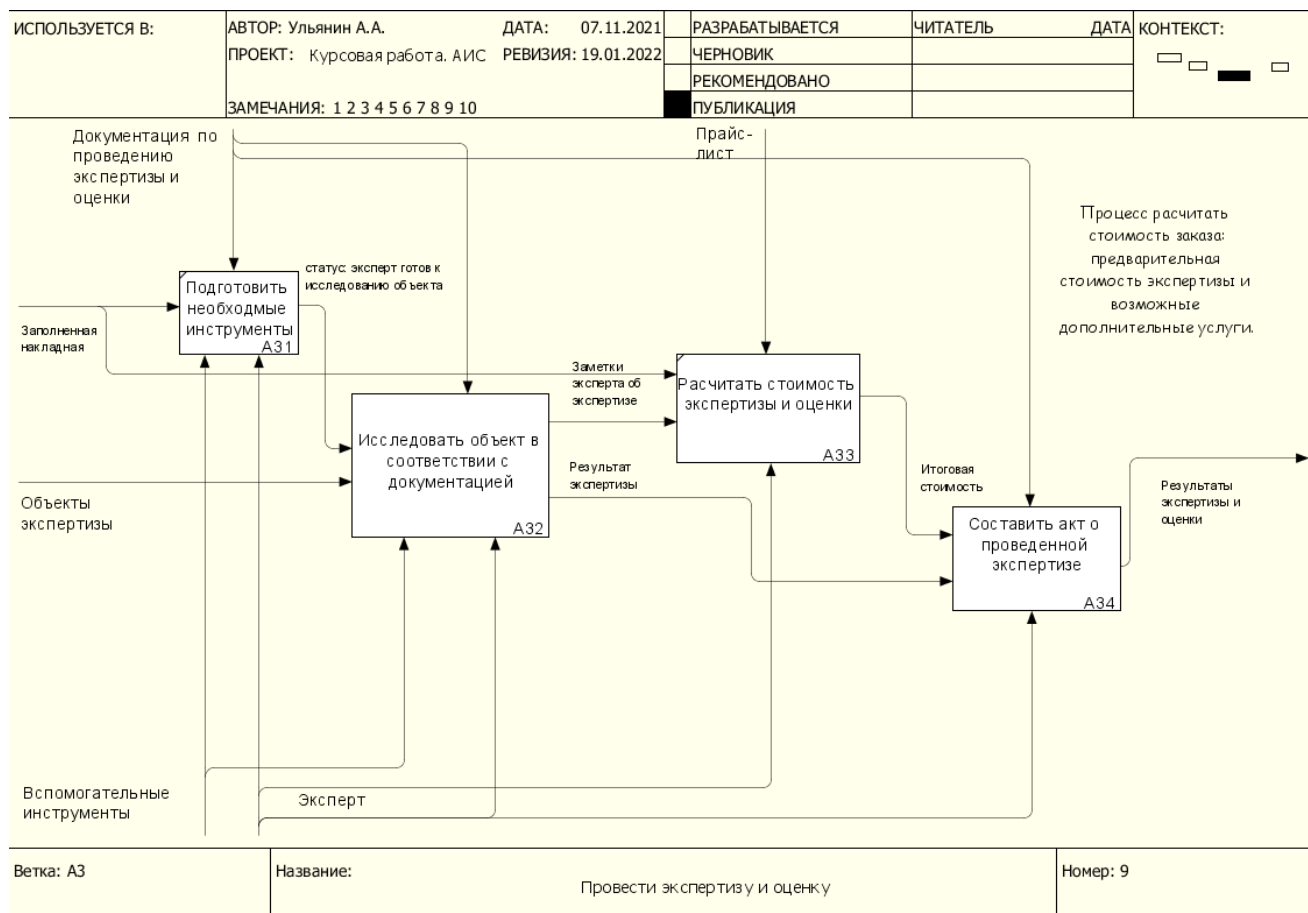 ИСПОЛЬЗУЕТСЯ В:
АВТОР: Ульянин А.А.
ДАТА: 07.11.2021
ПРОЕКТ: Курсовая работа. АИС
РЕВИЗИЯ: 19.01.2022
ЗАМЕЧАНИЯ: 1 2 3 4 5 6 7 8 9 10
РАЗРАБАТЫВАЕТСЯ
ЧЕРНОВИК
РЕКОМЕНДОВАНО
ПУБЛИКАЦИЯ
ЧИТАТЕЛЬ
ДАТА
КОНТЕКСТ:
Документация по
проведению
экспертизы и
оценки
Прайс-
лист
Процесс расчитать
стоимость заказа:
предварительная
стоимость экспертизы и
возможные
дополнительные услуги.
статус: эксперт готов к
исследованию объекта
Подготовить
необходмые
инструменты
A31
Заполненная
накладная
Заметки
эксперта об
экспертизе
Расчитать стоимость
экспертизы и оценки
A33
Исследовать объект в
соответствии с
документацией
A32
Результат
экспертизы
Итоговая
стоимость
Результаты
экспертизы и
оценки
Объекты
экспертизы
Составить акт о
проведенной
экспертизе
A34
Вспомогательные
инструменты
Эксперт
Ветка: A3
Название:
Провести экспертизу и оценку
Номер: 9